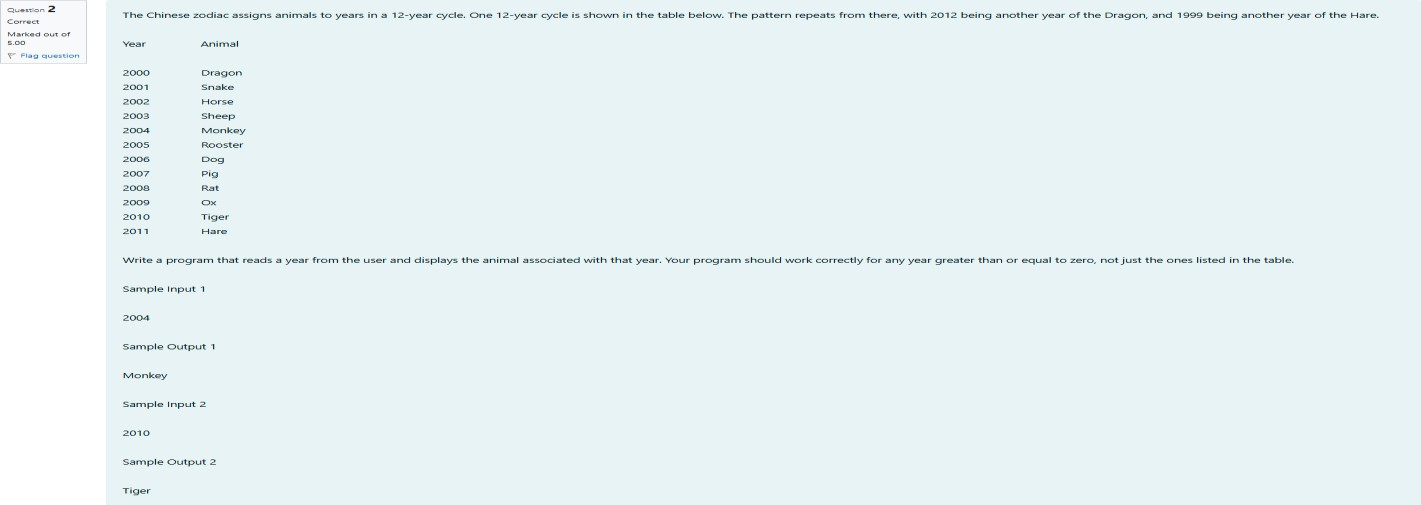 Question 2
Correct
Marked out of
5.00
Flag question
The Chinese zodiac assigns animals to years in a 12-year cycle. One 12-year cycle is shown in the table below. The pattern repeats from there, with 2012 being another year of the Dragon, and 1999 being another year of the Hare.
Year Animal
2000 Dragon
2001 Snake
2002 Horse
2003 Sheep
2004 Monkey
2005 Rooster
2006 Dog
2007 Pig
2008 Rat
2009 Ox
2010 Tiger
2011 Hare
Write a program that reads a year from the user and displays the animal associated with that year. Your program should work correctly for any year greater than or equal to zero, not just the ones listed in the table.
Sample Input 1
2004
Sample Output 1
Monkey
Sample Input 2
2010
Sample Output 2
Tiger